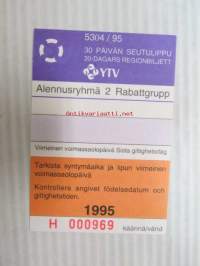 5304 / 95
30 PÄIVÄN SEUTULIPPU
30-DAGARS REGIONBILJETT
YTV
Alennusryhmä 2 Rabattgrupp
Viimeinen voimassaolopäivä Sista giltighetsdag
Tarkista syntymäaika ja lipun viimeinen
voimassaolopäivä
Kontrollera angivet födelsedatum och
giltighetstiden.
1995
H 000969 käännä/vänd